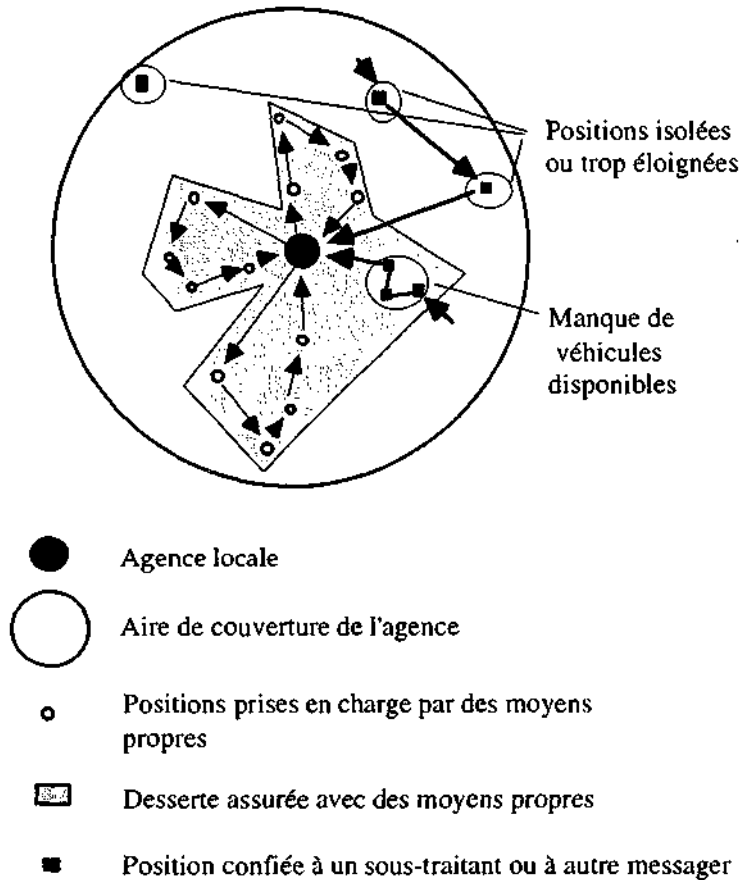 Positions isolées
ou trop éloignées
Manque de
véhicules
disponibles
Agence locale
Aire de couverture de l'agence
Positions prises en charge par des moyens
propres
Desserte assurée avec des moyens propres
Position confiée à un sous-traitant ou à autre messager